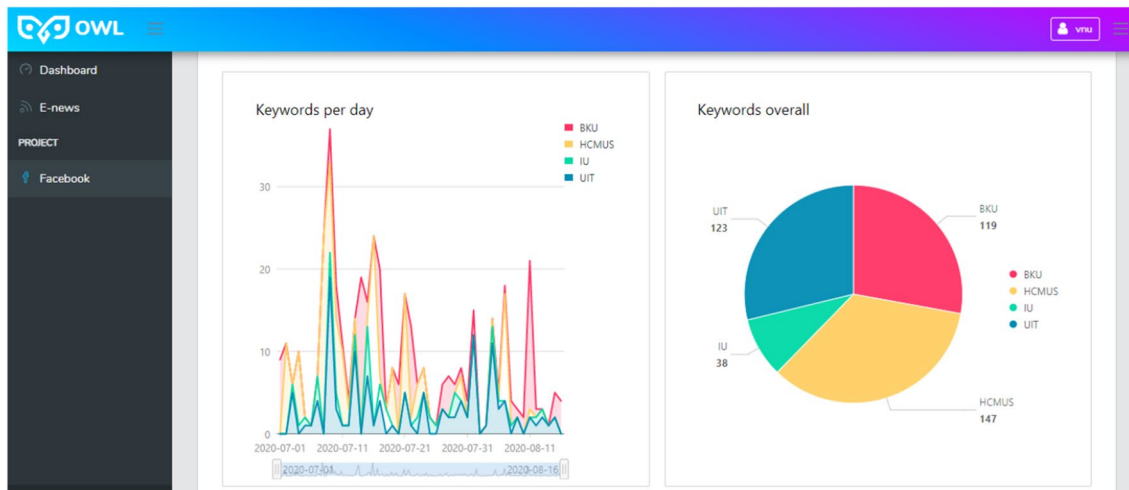 OWL
vnu
Dashboard
E-news
PROJECT
Facebook
Keywords per day
BKU
HCMUS
IU
UIT
30
20
10
0
2020-07-01 2020-07-11 2020-07-21 2020-07-31 2020-08-11
2020-07-01 2020-08-16
Keywords overall
UIT
123
BKU
119
IU
38
HCMUS
147
BKU
HCMUS
IU
UIT